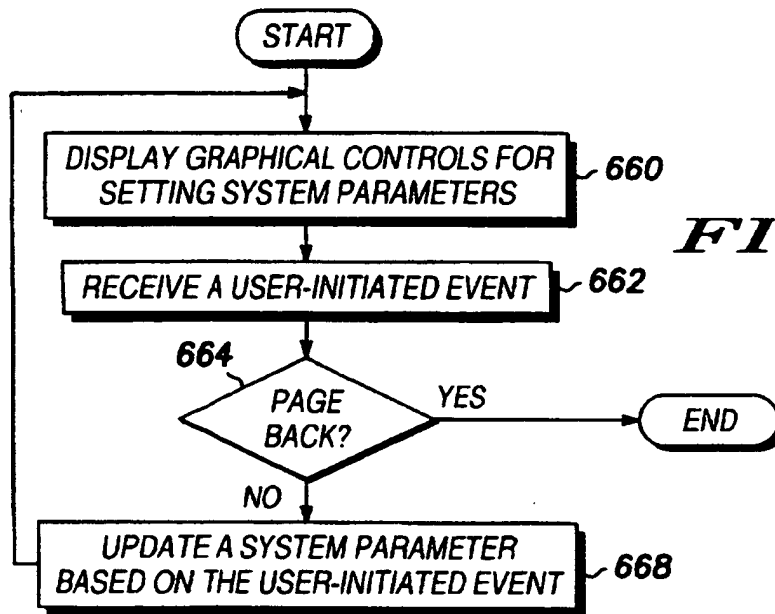 START
DISPLAY GRAPHICAL CONTROLS FOR
SETTING SYSTEM PARAMETERS
660
FI
RECEIVE A USER-INITIATED EVENT
662
664
PAGE
BACK?
YES
END
NO
UPDATE A SYSTEM PARAMETER
BASED ON THE USER-INITIATED EVENT
668